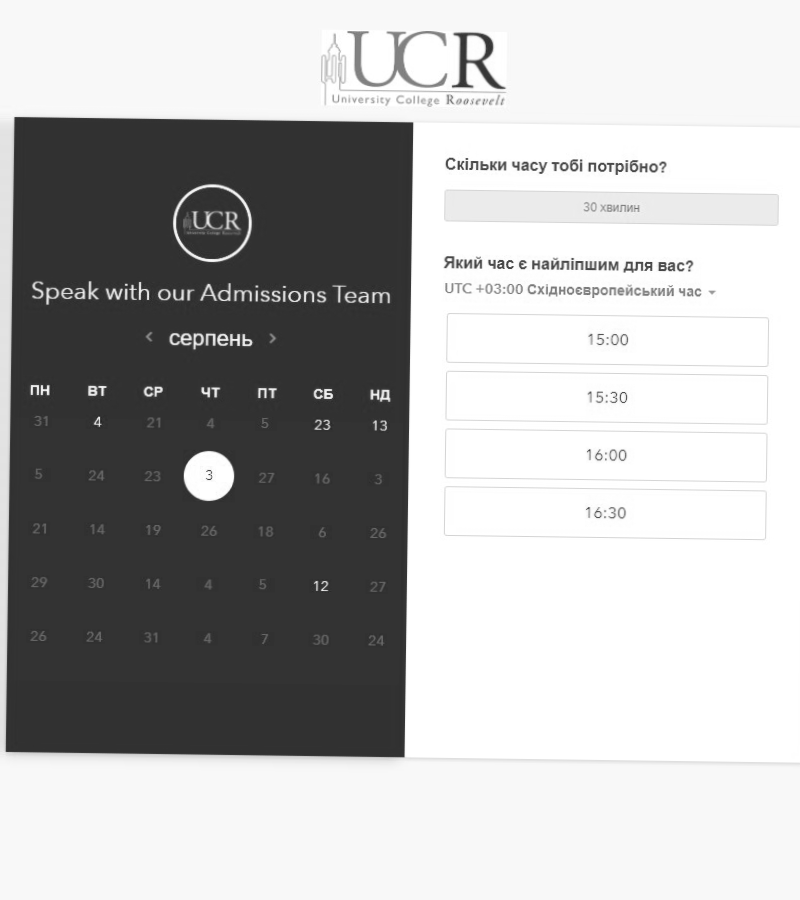 UCR
University College Roosevelt
UCR
Speak with our Admissions Team
серпень
ПН ВТ СР ЧТ ПТ СБ НД
31 4 21 4 5 23 13
5 24 23 3 27 16 3
21 14 19 26 18 6 26
29 30 14 4 5 12 27
26 24 31 4 7 30 24
Скільки часу тобі потрібно?
30 хвилин
Який час є найліпшим для вас?
UTC +03:00 Східноєвропейський час
15:00
15:30
16:00
16:30